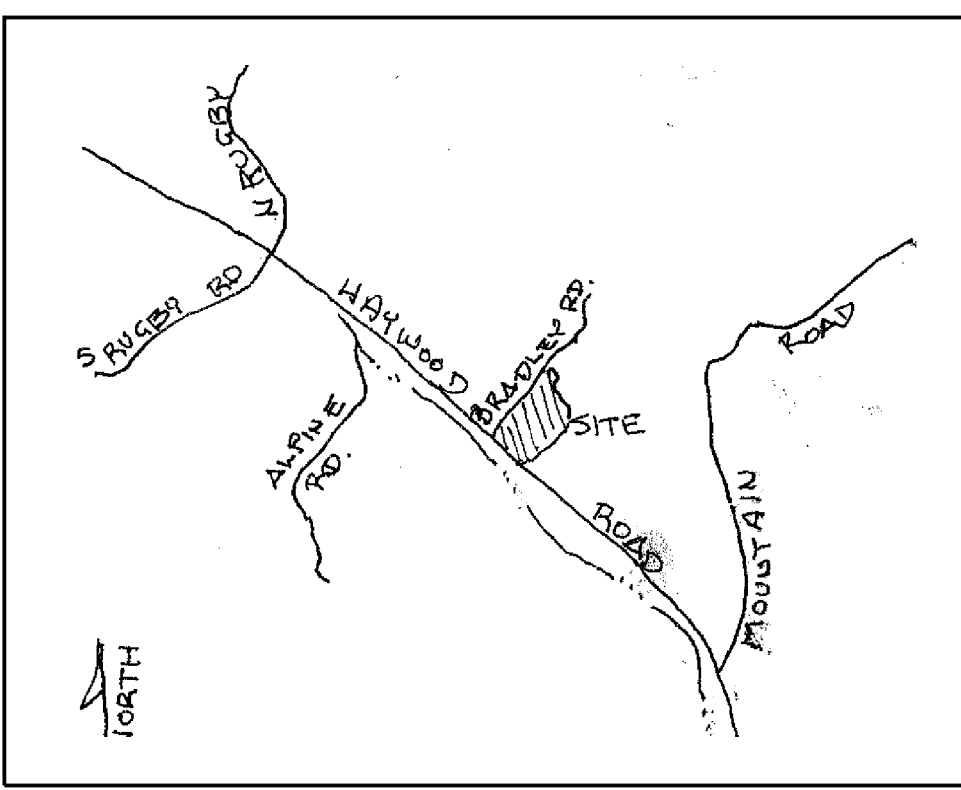 N RUGBY
S RUGBY RD
HAYWOOD
BRADLEY RD.
ROAD
ALPINE
RD.
SITE
ROAD
MOUNTAIN
NORTH